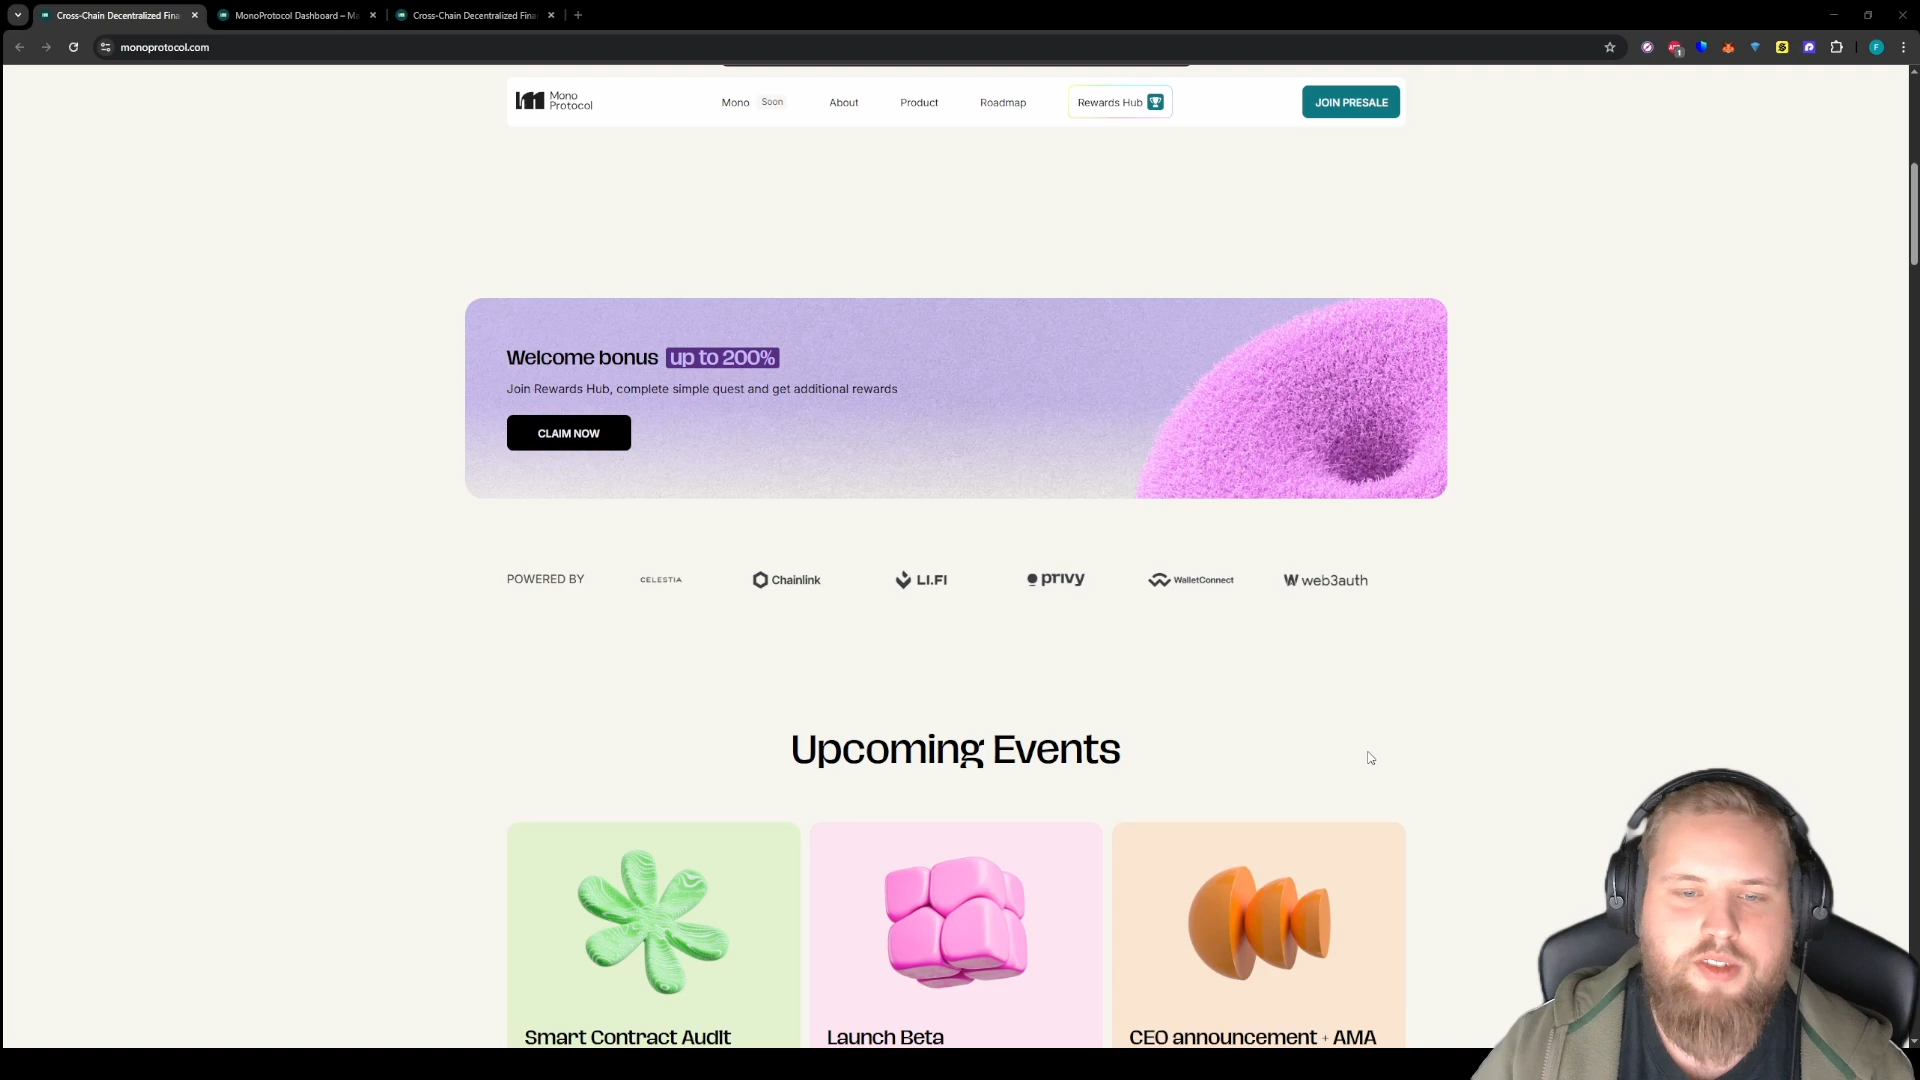 Cross-Chain Decentralized Fina
MonoProtocol Dashboard – Ma
Cross-Chain Decentralized Fina
monoprotocol.com
1
F
Mono
Protocol
Mono Soon
About
Product
Roadmap
Rewards Hub
JOIN PRESALE
Welcome bonus up to 200%
Join Rewards Hub, complete simple quest and get additional rewards
CLAIM NOW
POWERED BY
CELESTIA
Chainlink
LI.FI
privy
WalletConnect
web3auth
Upcoming Events
Smart Contract Audit
Launch Beta
CEO announcement + AMA